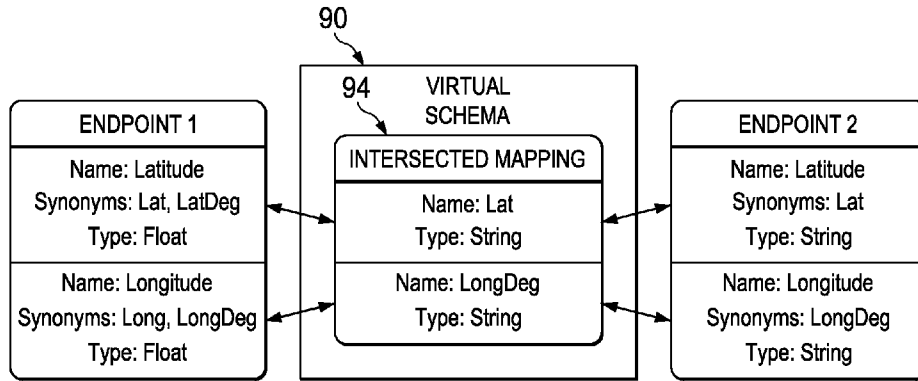 90
94
VIRTUAL
SCHEMA
ENDPOINT 1
Name: Latitude
Synonyms: Lat, LatDeg
Type: Float
Name: Longitude
Synonyms: Long, LongDeg
Type: Float
INTERSECTED MAPPING
Name: Lat
Type: String
Name: LongDeg
Type: String
ENDPOINT 2
Name: Latitude
Synonyms: Lat
Type: String
Name: Longitude
Synonyms: LongDeg
Type: String